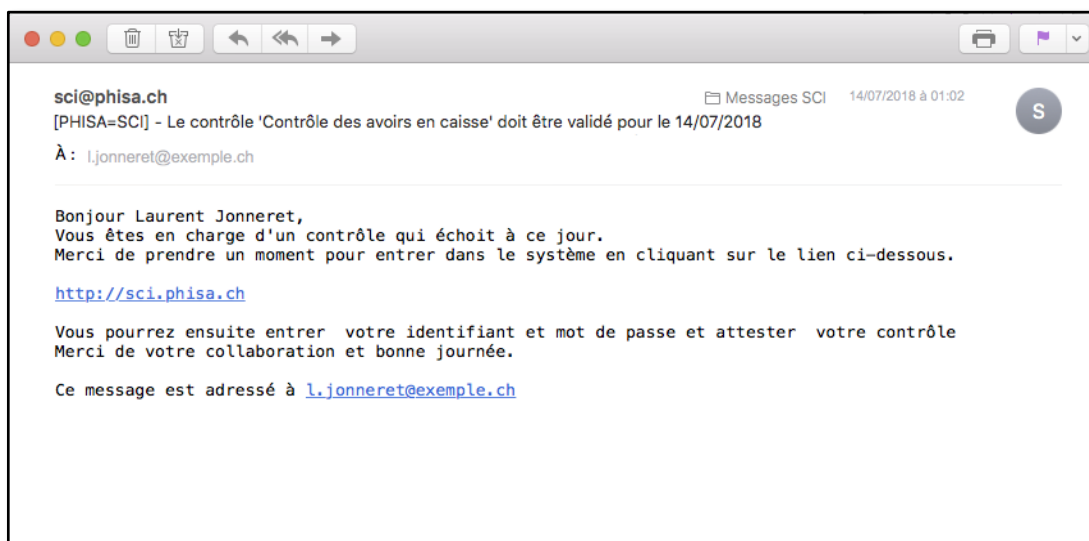 sci@phisa.ch
Messages SCI 14/07/2018 à 01:02
S
[PHISA=SCI] - Le contrôle 'Contrôle des avoirs en caisse' doit être validé pour le 14/07/2018
À : l.jonneret@exemple.ch
Bonjour Laurent Jonneret,
Vous êtes en charge d'un contrôle qui échoit à ce jour.
Merci de prendre un moment pour entrer dans le système en cliquant sur le lien ci-dessous.
http://sci.phisa.ch
Vous pourrez ensuite entrer  votre identifiant et mot de passe et attester  votre contrôle
Merci de votre collaboration et bonne journée.
Ce message est adressé à l.jonneret@exemple.ch